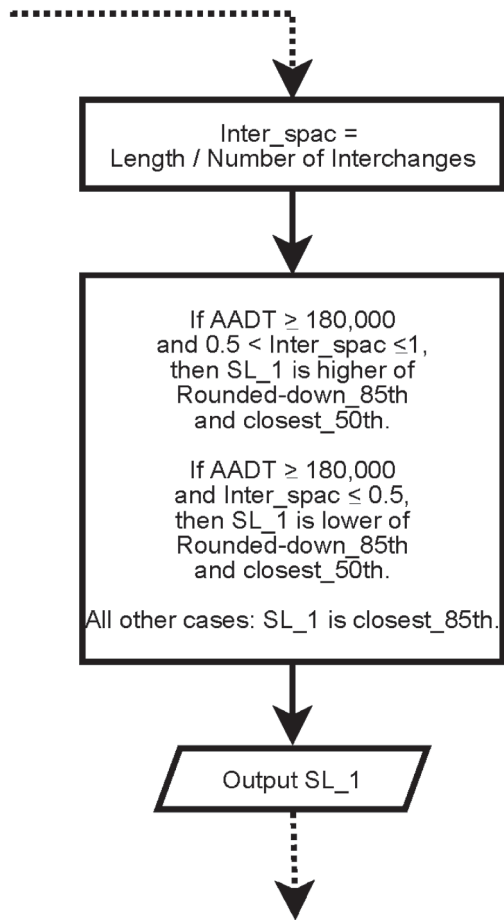 Inter_spac =
Length / Number of Interchanges
If AADT ≥ 180,000
and 0.5 < Inter_spac ≤1,
then SL_1 is higher of
Rounded-down_85th
and closest_50th.
If AADT ≥ 180,000
and Inter_spac ≤ 0.5,
then SL_1 is lower of
Rounded-down_85th
and closest_50th.
All other cases: SL_1 is closest_85th.
Output SL_1